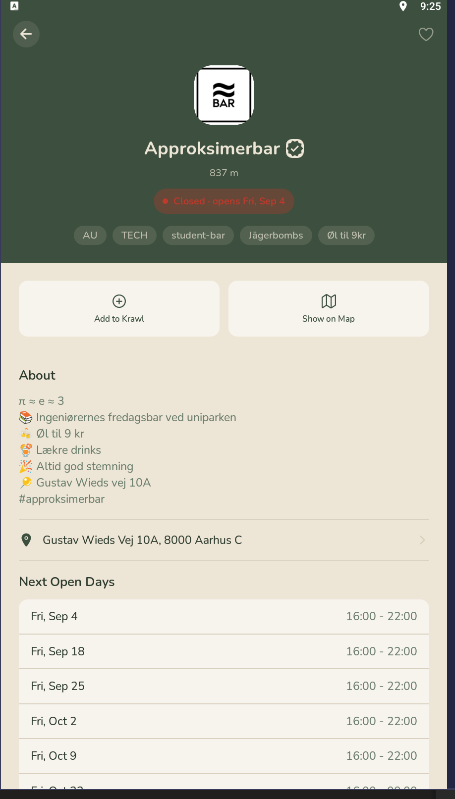 A
9:25
BAR
Approksimerbar
837 m
Closed · opens Fri, Sep 4
AU
TECH
student-bar
Jägerbombs
Øl til 9kr
Add to Krawl
Show on Map
About
π ≈ e ≈ 3
📚 Ingeniørernes fredagsbar ved uniparken
🍻 Øl til 9 kr
🍹 Lækre drinks
🎉 Altid god stemning
📍 Gustav Wieds vej 10A
#approksimerbar
Gustav Wieds Vej 10A, 8000 Aarhus C
Next Open Days
Fri, Sep 4 16:00 - 22:00
Fri, Sep 18 16:00 - 22:00
Fri, Sep 25 16:00 - 22:00
Fri, Oct 2 16:00 - 22:00
Fri, Oct 9 16:00 - 22:00